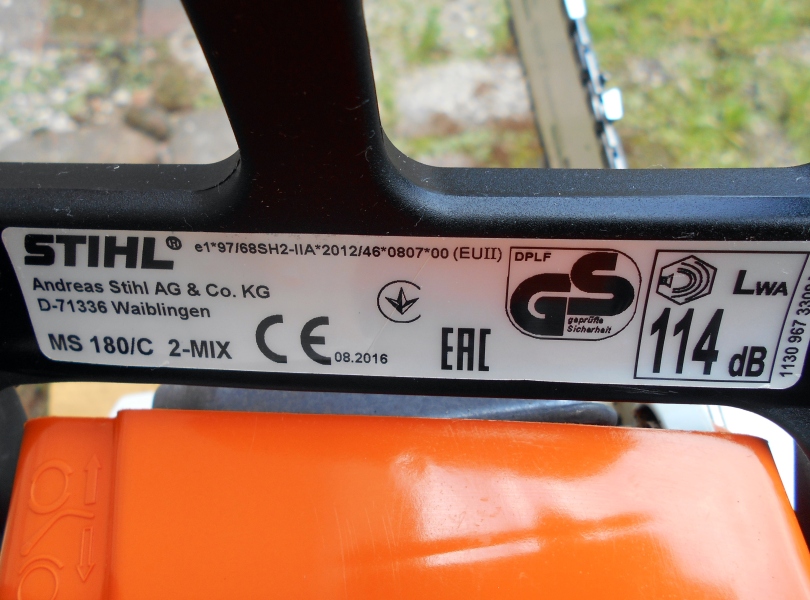 STIHL® e1*97/68SH2-IIA*2012/46*0807*00 (EUII)
Andreas Stihl AG & Co. KG
D-71336 Waiblingen
MS 180/C 2-MIX
CE 08.2016
EAC
DPLF
GS
geprüfte
Sicherheit
LWA
114 dB
1130 967